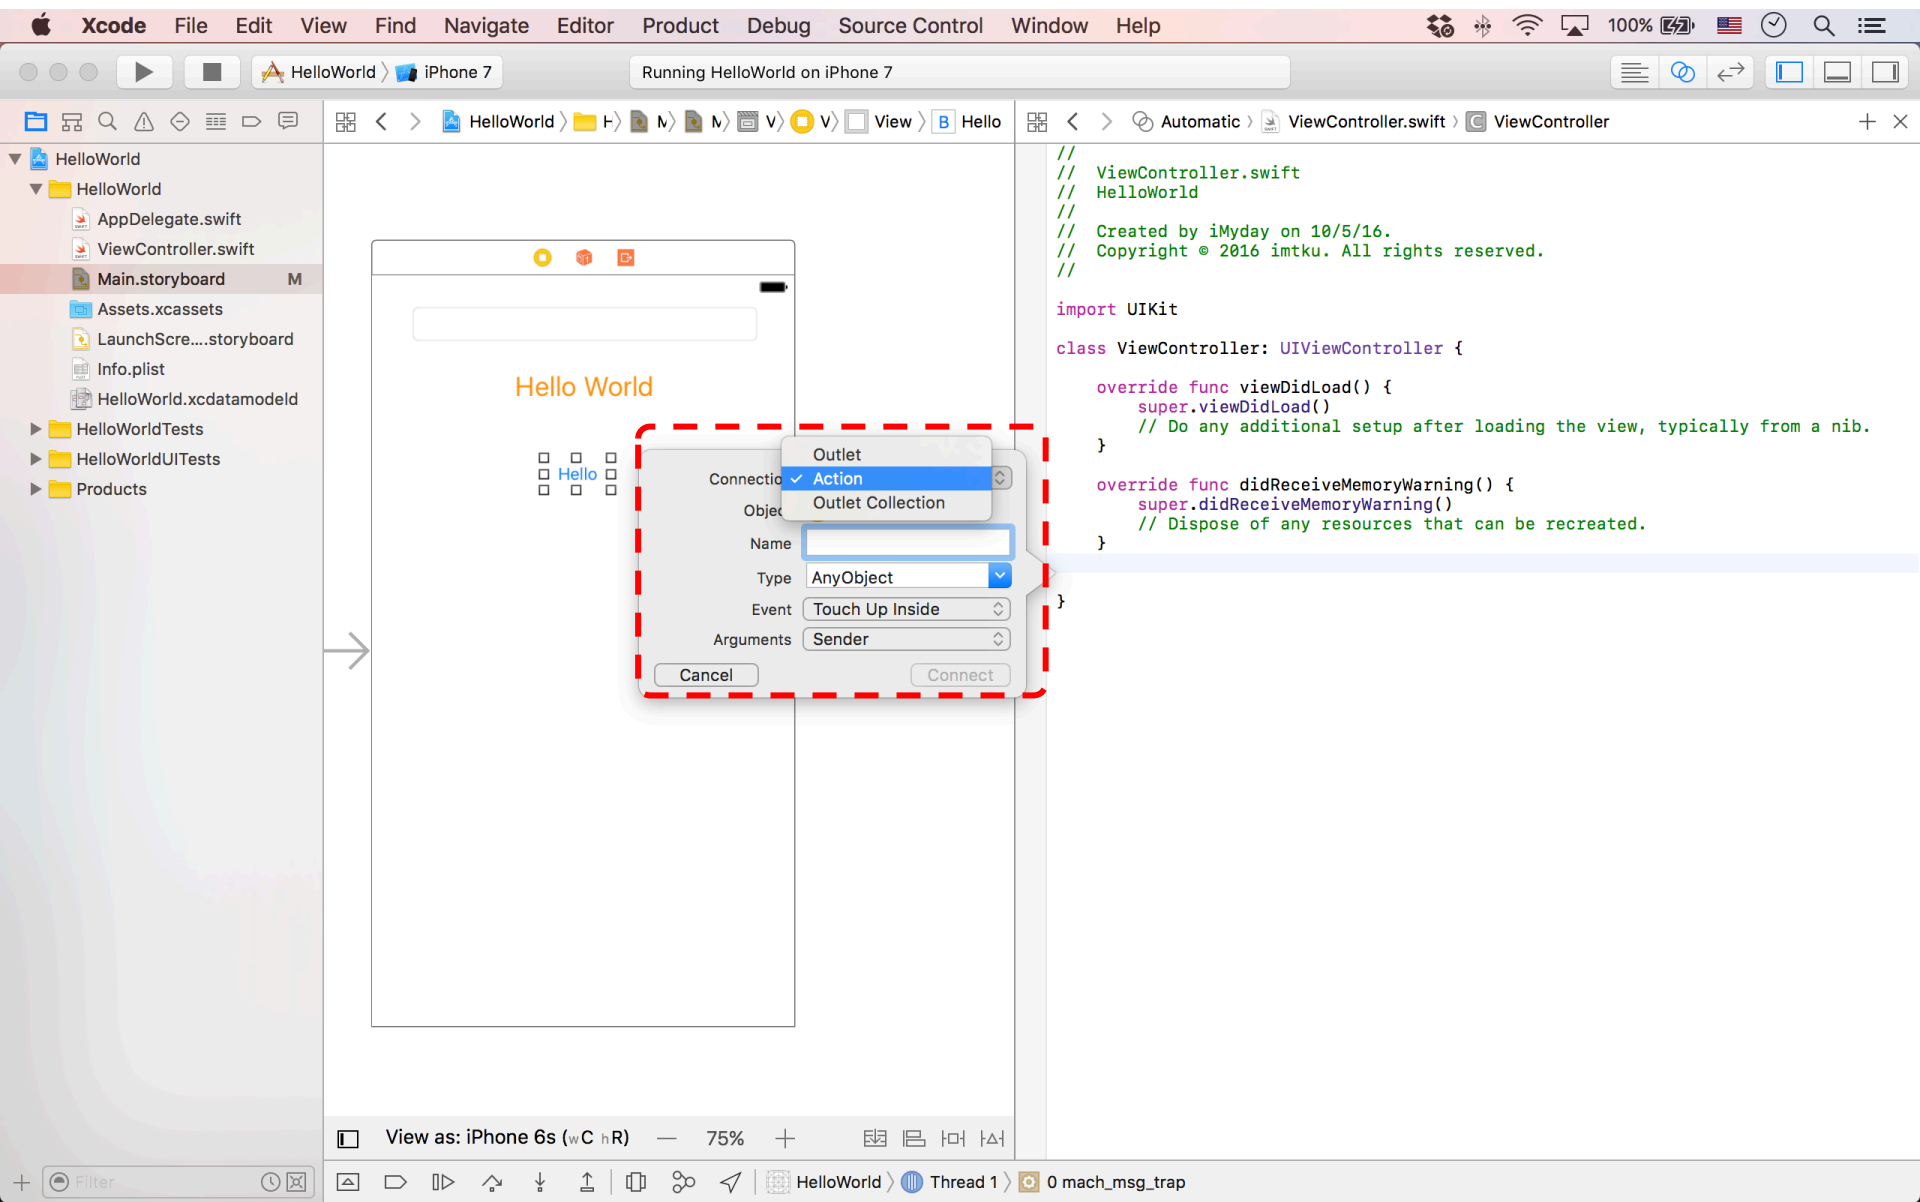 Xcode File Edit View Find Navigate Editor Product Debug Source Control Window Help 100%
HelloWorld iPhone 7 Running HelloWorld on iPhone 7
HelloWorld H M M V V View B Hello
Automatic ViewController.swift C ViewController
HelloWorld
HelloWorld
AppDelegate.swift
ViewController.swift
Main.storyboard M
Assets.xcassets
LaunchScre....storyboard
Info.plist
HelloWorld.xcdatamodeld
HelloWorldTests
HelloWorldUITests
Products
Hello World
Hello
Connectio
Outlet
✓ Action
Outlet Collection
Objec
Name
Type AnyObject
Event Touch Up Inside
Arguments Sender
Cancel Connect
//
// ViewController.swift
// HelloWorld
//
// Created by iMyday on 10/5/16.
// Copyright © 2016 imtku. All rights reserved.
//
import UIKit
class ViewController: UIViewController {
override func viewDidLoad() {
super.viewDidLoad()
// Do any additional setup after loading the view, typically from a nib.
}
override func didReceiveMemoryWarning() {
super.didReceiveMemoryWarning()
// Dispose of any resources that can be recreated.
}
}
View as: iPhone 6s (wC hR) — 75% +
Filter
HelloWorld Thread 1 0 mach_msg_trap